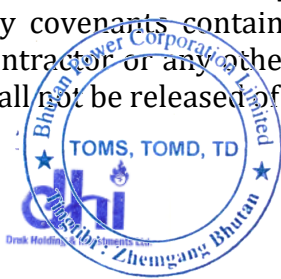 y covenants contain
ntractor or any othe
all not be released of
Bhutan Power Corporation Limited
TOMS, TOMD, TD
Tingtibi : Zhemgang Bhutan
dhi
Druk Holding & Investments Ltd.